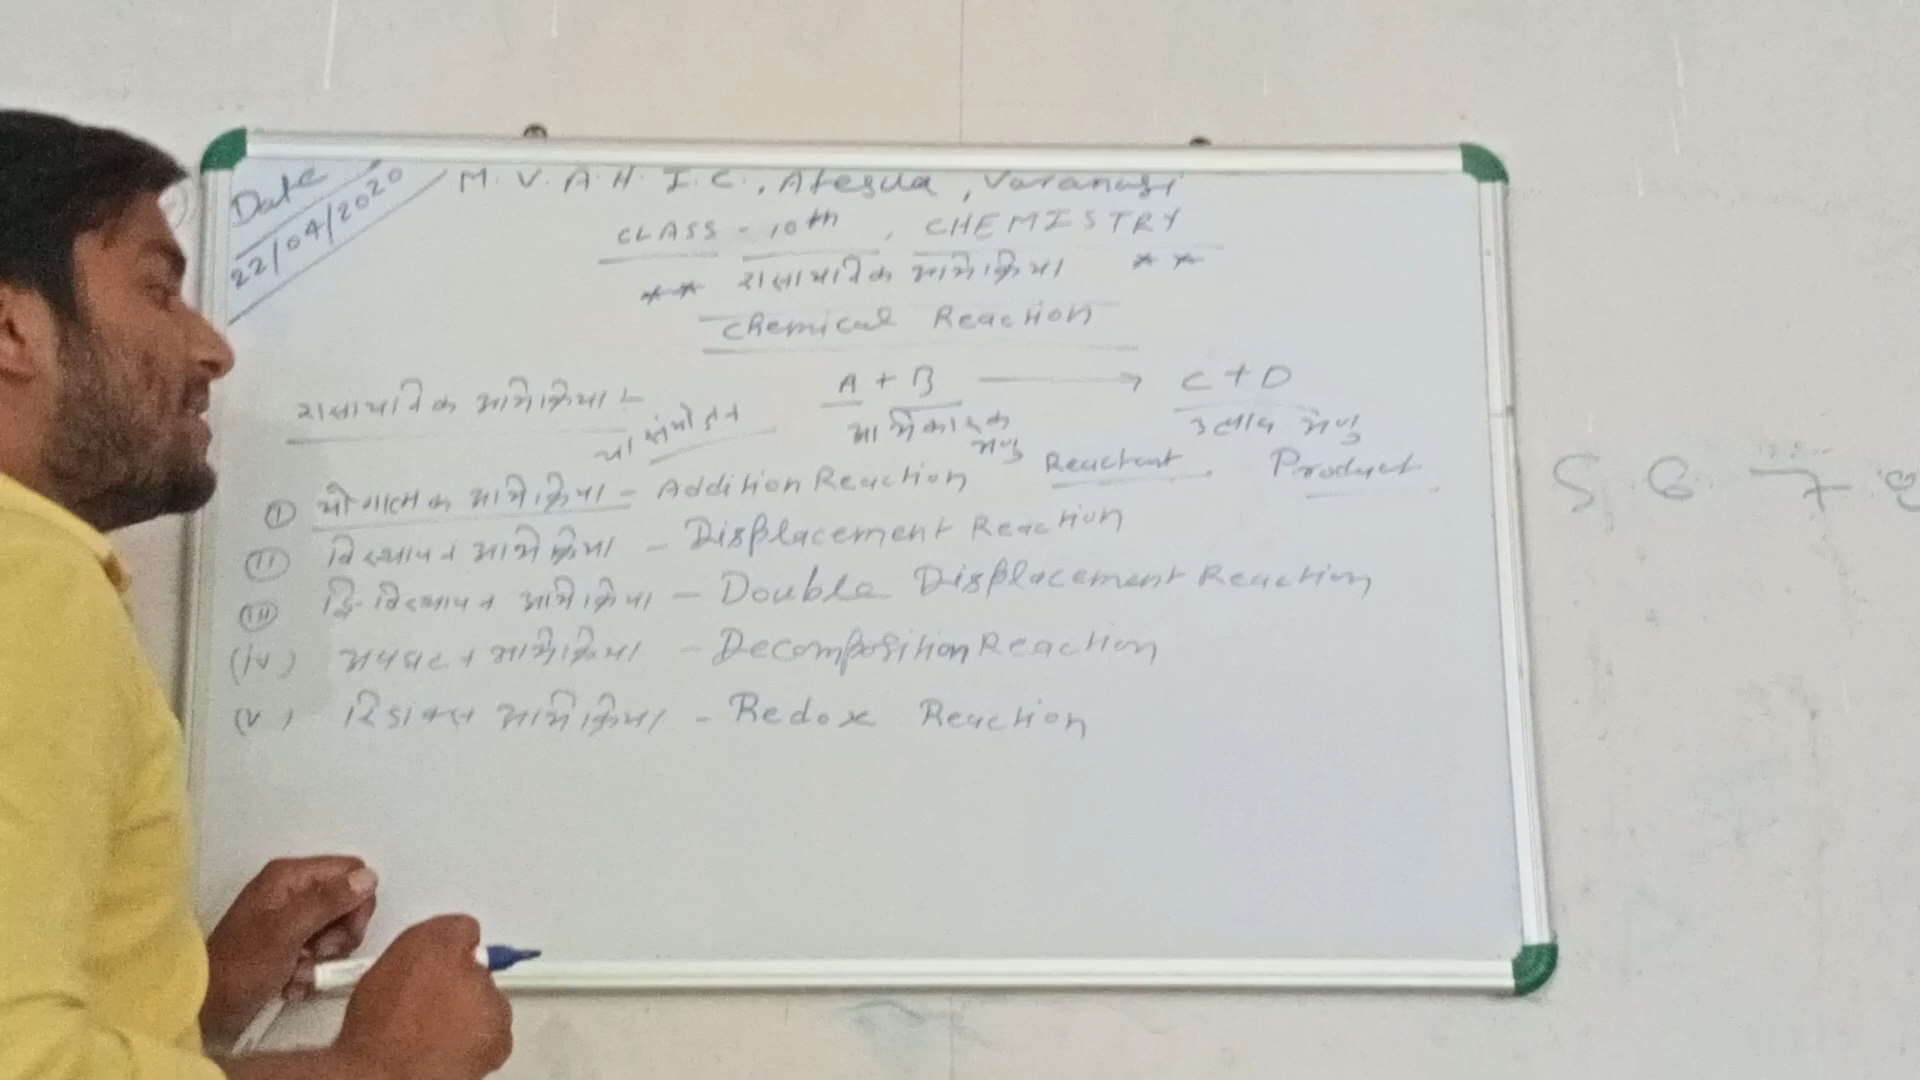 Date
22/04/2020
M.V.A.H.I.C., Atesua, Varanasi
CLASS - 10th, CHEMISTRY
** रासायनिक अभिक्रिया **
Chemical Reaction
रासायनिक अभिक्रिया :-
A + B → C + D
अभिकारक अणु
उत्पाद अणु
Reactant. Product.
या संयोजन
(I) योगात्मक अभिक्रिया - Addition Reaction
(II) विस्थापन अभिक्रिया - Displacement Reaction
(III) द्वि-विस्थापन अभिक्रिया - Double Displacement Reaction
(iv) अपघटन अभिक्रिया - Decomposition Reaction
(v) रिडाक्स अभिक्रिया - Redox Reaction
5 6 7 8